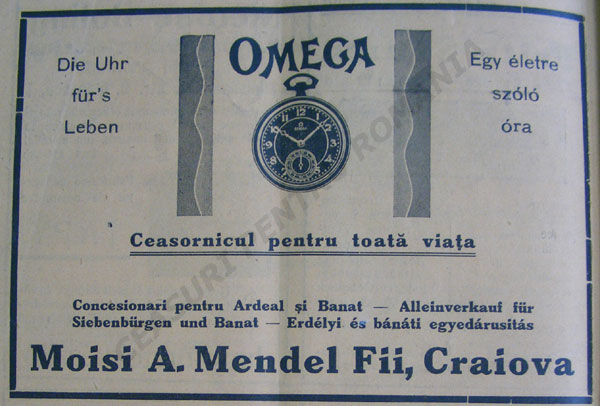 OMEGA
Die Uhr
für's
Leben
Egy életre
szóló
óra
Ceasornicul pentru toată viața
Concesionari pentru Ardeal și Banat — Alleinverkauf für
Siebenbürgen und Banat — Erdélyi és bánáti egyedárusitás
Moisi A. Mendel Fii, Craiova